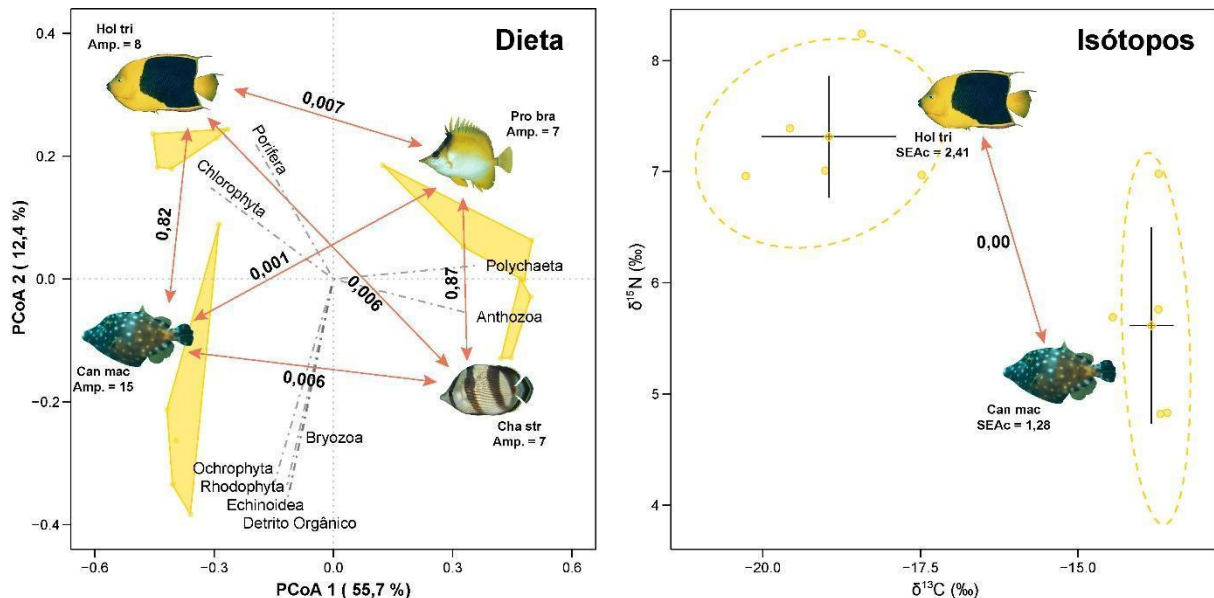 Dieta
Hol tri
Amp. = 8
0,007
Pro bra
Amp. = 7
Porífera
Chlorophyta
0,82
0,001
0,006
0,87
Polychaeta
Anthozoa
Can mac
Amp. = 15
0,006
Cha str
Amp. = 7
Bryozoa
Ochrophyta
Rhodophyta
Echinoidea
Detrito Orgânico
0.4
0.2
0.0
−0.2
−0.4
PCoA 2 ( 12,4 %)
−0.6
−0.3
0.0
0.3
0.6
PCoA 1 ( 55,7 %)
Isótopos
Hol tri
SEAc = 2,41
0,00
Can mac
SEAc = 1,28
8
7
6
5
4
δ¹⁵N (‰)
−20.0
−17.5
−15.0
δ¹³C (‰)